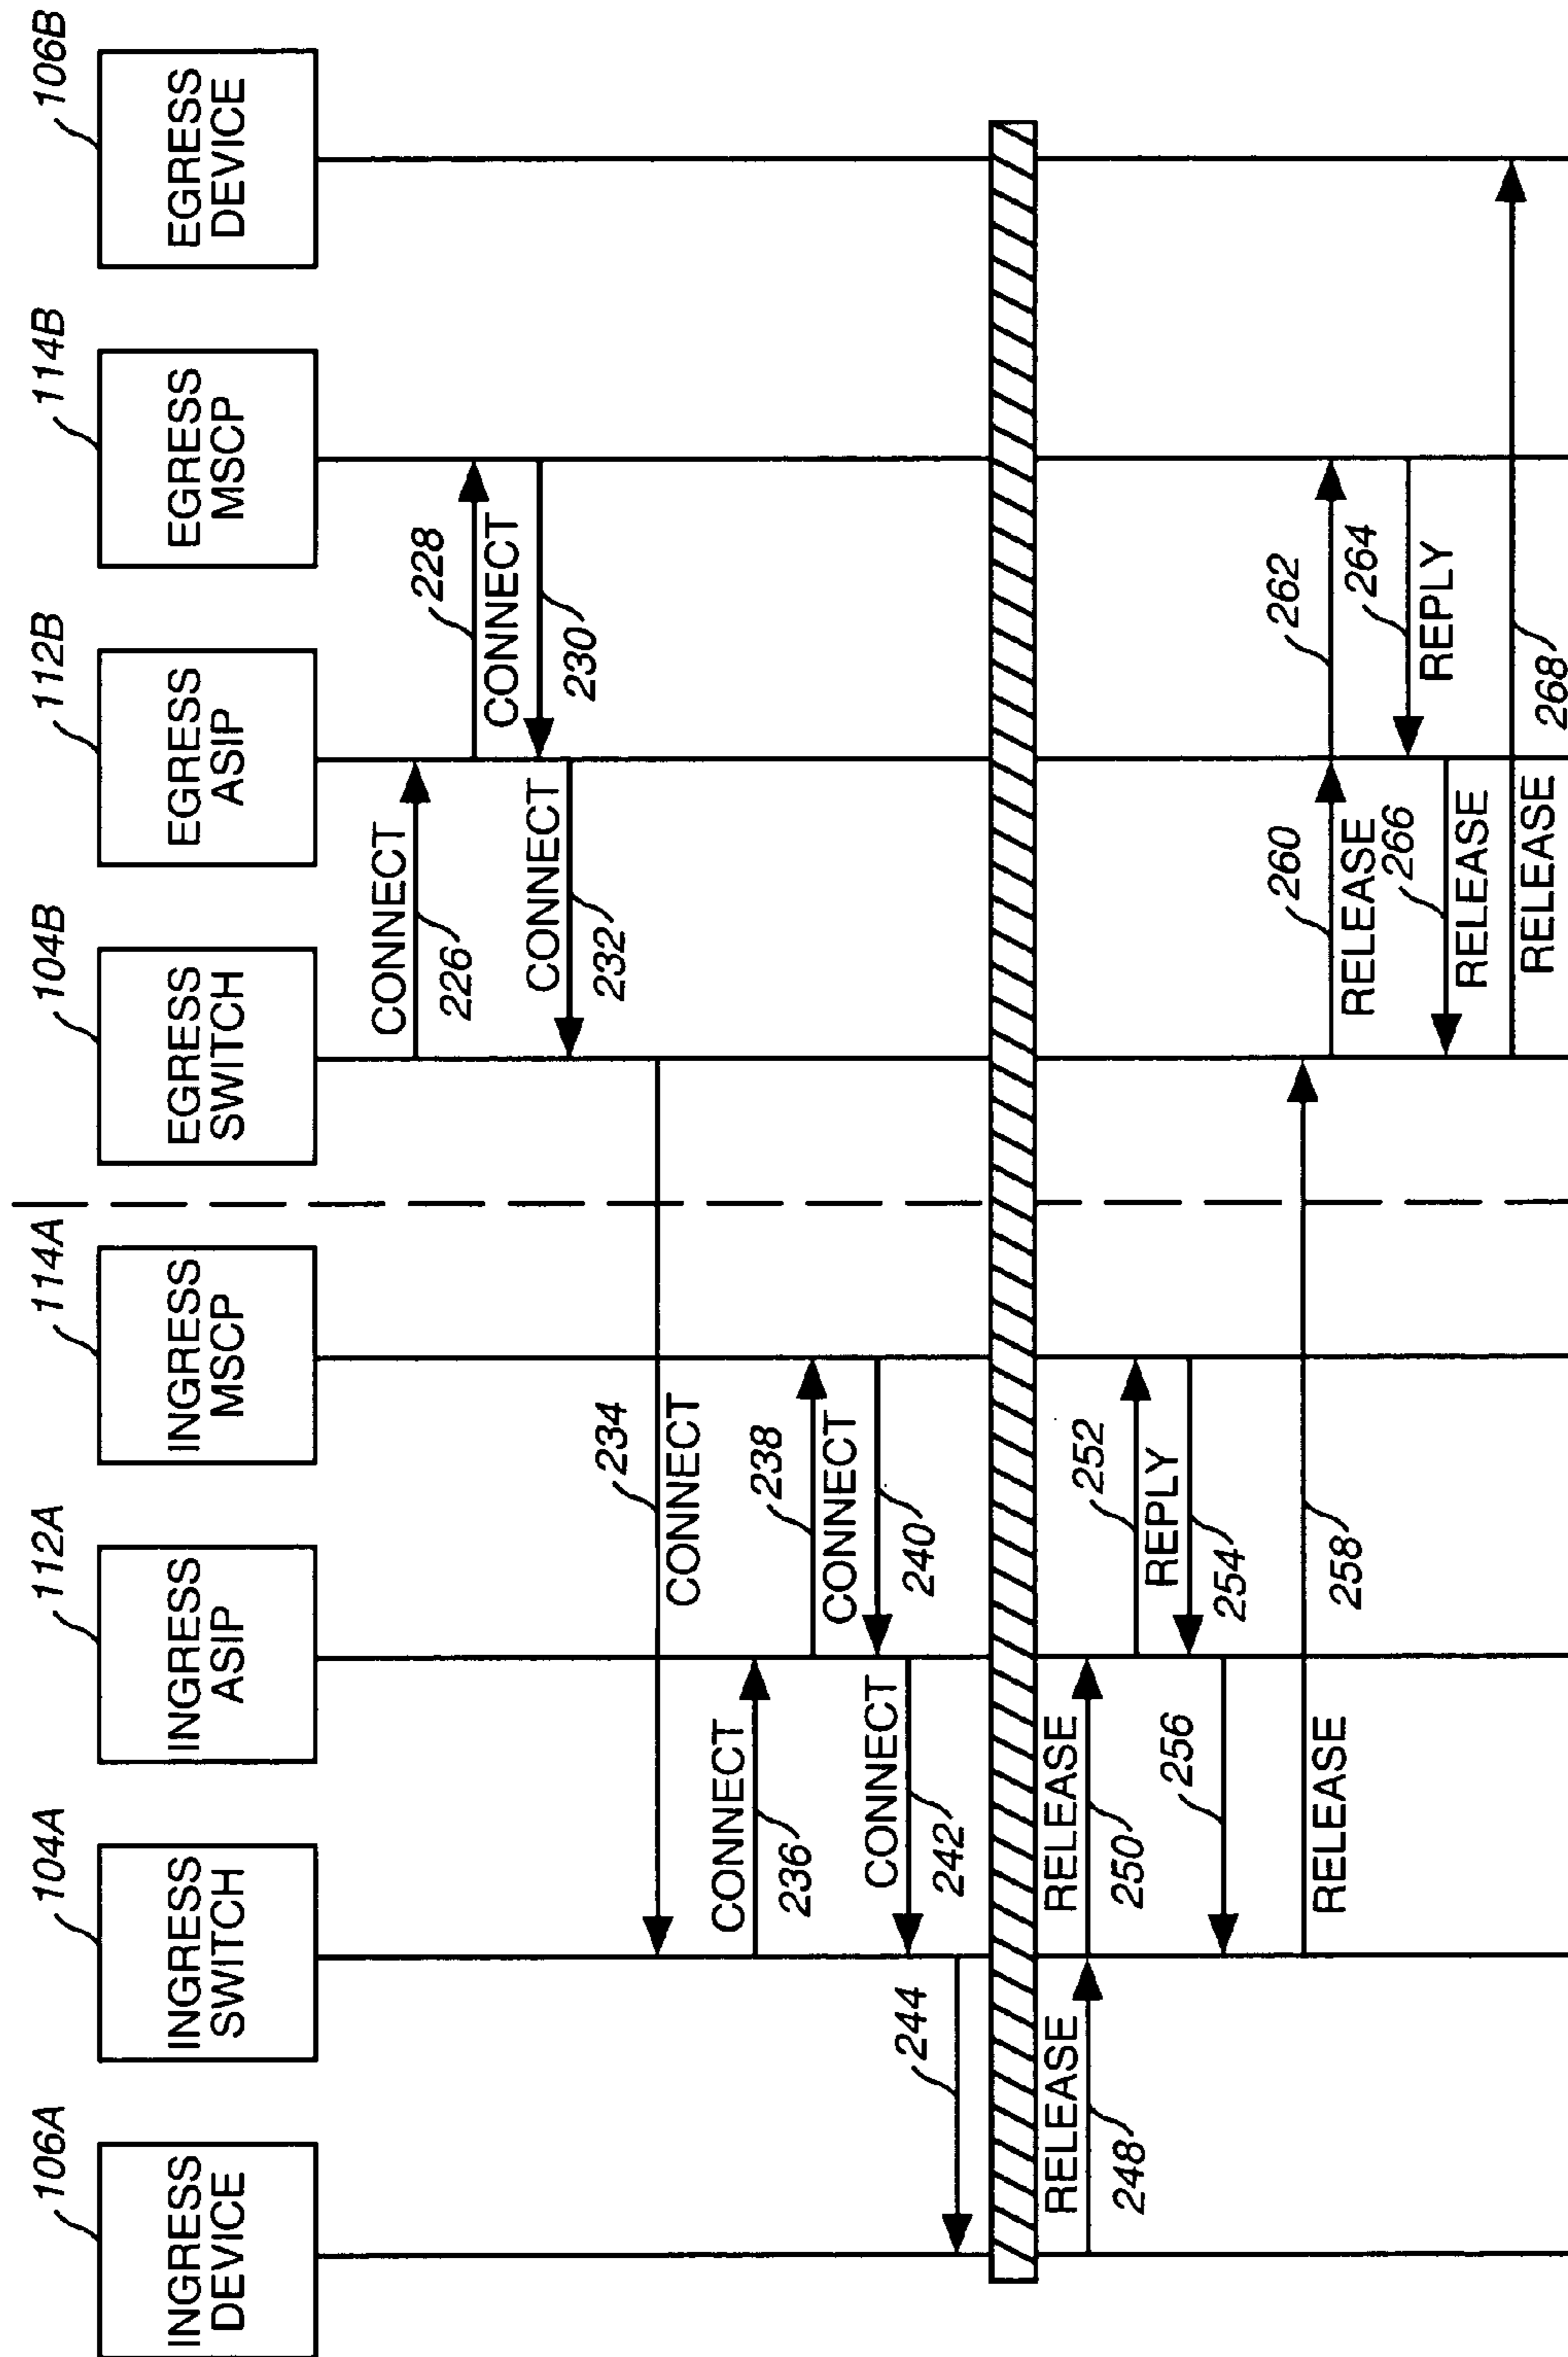 106A
INGRESS
DEVICE
104A
INGRESS
SWITCH
112A
INGRESS
ASIP
114A
INGRESS
MSCP
104B
EGRESS
SWITCH
112B
EGRESS
ASIP
114B
EGRESS
MSCP
106B
EGRESS
DEVICE
CONNECT
226
228
CONNECT
230
CONNECT
232
234
CONNECT
CONNECT
236
238
CONNECT
240
CONNECT
242
244
RELEASE
248
RELEASE
250
252
REPLY
254
256
258
RELEASE
260
RELEASE
262
264
REPLY
266
RELEASE
268
RELEASE